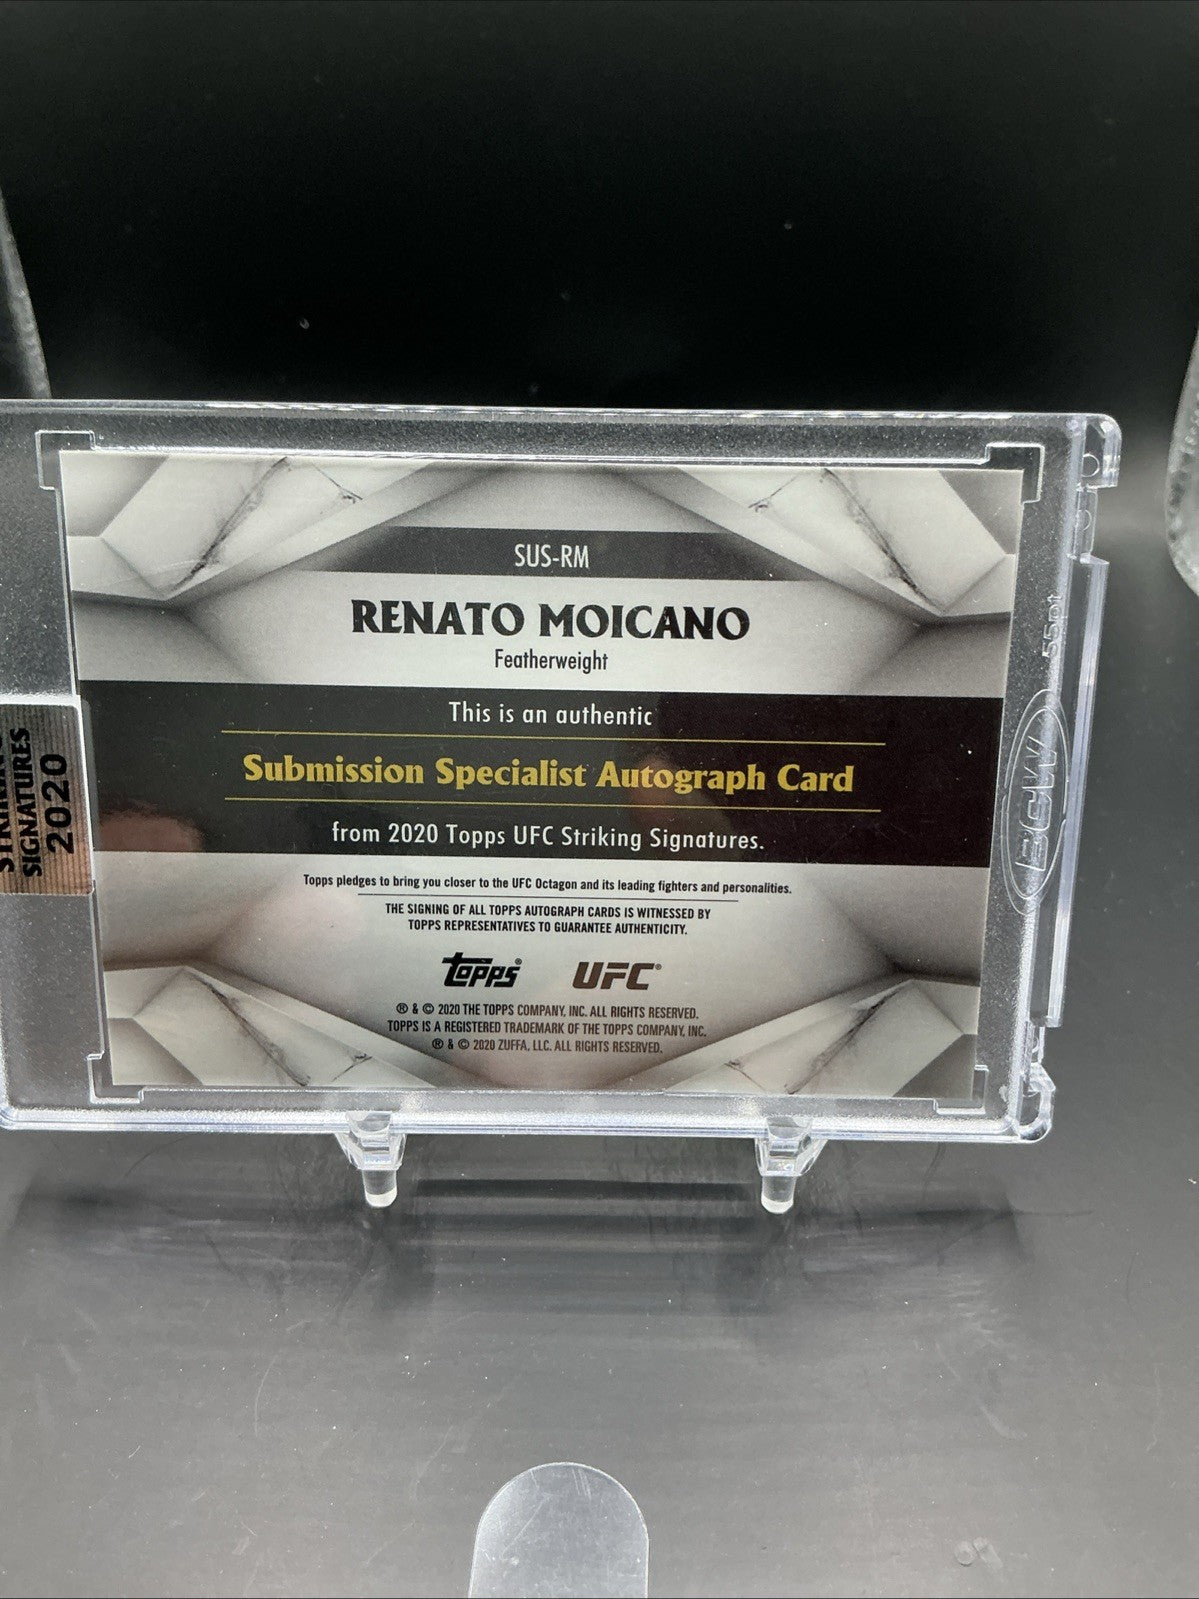 SUS-RM
RENATO MOICANO
Featherweight
This is an authentic
Submission Specialist Autograph Card
from 2020 Topps UFC Striking Signatures.
Topps pledges to bring you closer to the UFC Octagon and its leading fighters and personalities.
THE SIGNING OF ALL TOPPS AUTOGRAPH CARDS IS WITNESSED BY
TOPPS REPRESENTATIVES TO GUARANTEE AUTHENTICITY.
topps® UFC®
® & © 2020 THE TOPPS COMPANY, INC. ALL RIGHTS RESERVED.
TOPPS IS A REGISTERED TRADEMARK OF THE TOPPS COMPANY, INC.
® & © 2020 ZUFFA, LLC. ALL RIGHTS RESERVED.
SIGNATURES
2020
55pt
BCW